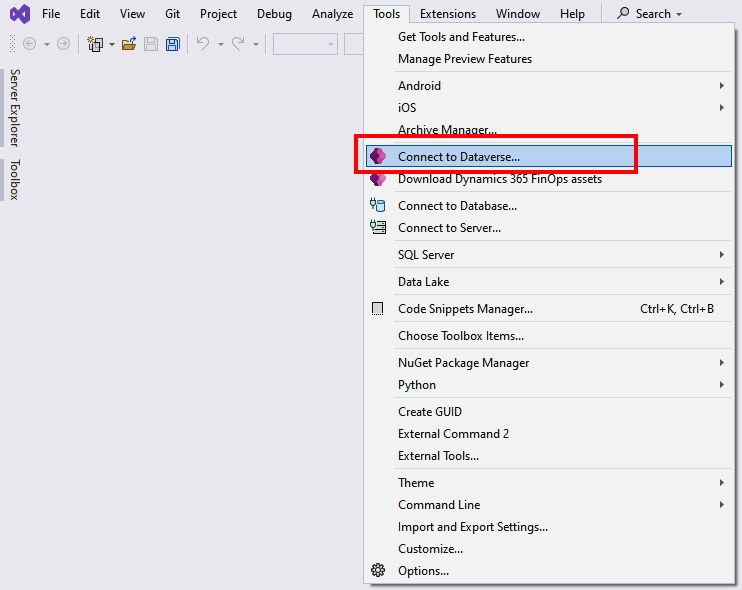 File Edit View Git Project Debug Analyze Tools Extensions Window Help Search
Server Explorer
Toolbox
Get Tools and Features...
Manage Preview Features
Android
iOS
Archive Manager...
Connect to Dataverse...
Download Dynamics 365 FinOps assets
Connect to Database...
Connect to Server...
SQL Server
Data Lake
Code Snippets Manager... Ctrl+K, Ctrl+B
Choose Toolbox Items...
NuGet Package Manager
Python
Create GUID
External Command 2
External Tools...
Theme
Command Line
Import and Export Settings...
Customize...
Options...